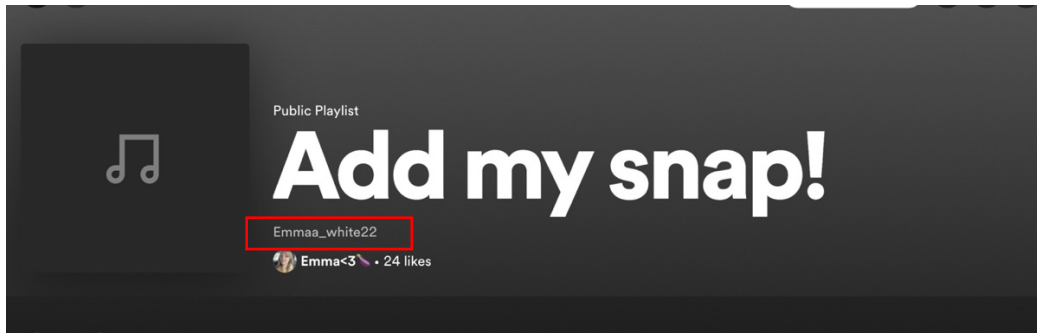 Public Playlist
Add my snap!
Emmaa_white22
Emma<3🍆 • 24 likes